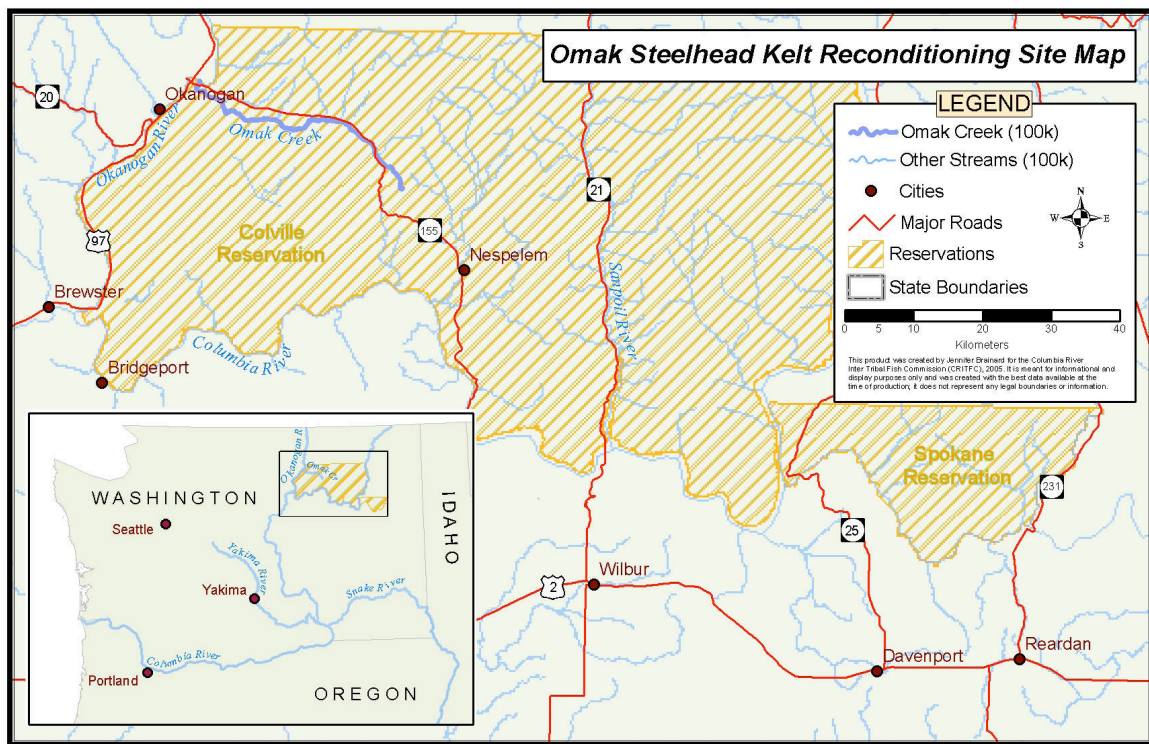 Omak Steelhead Kelt Reconditioning Site Map
LEGEND
Omak Creek (100k)
Other Streams (100k)
Cities
Major Roads
Reservations
State Boundaries
N
W E
S
0 5 10 20 30 40
Kilometers
This product was created by Jennifer Brainard for the Columbia River
Inter Tribal Fish Commission (CRITFC), 2005. It is meant for informational and
display purposes only and was created with the best data available at the
time of production; it does not represent any legal boundaries or information.
20
Okanogan
Okanogan River
Omak Creek
97
Colville
Reservation
155
21
Nespelem
Sanpoil River
Brewster
Columbia River
Bridgeport
Spokane
Reservation
231
25
2
Wilbur
Davenport
Reardan
Okanogan R
Omak Cr
WASHINGTON
IDAHO
Seattle
Yakima River
Yakima
Snake River
Columbia River
Portland
OREGON